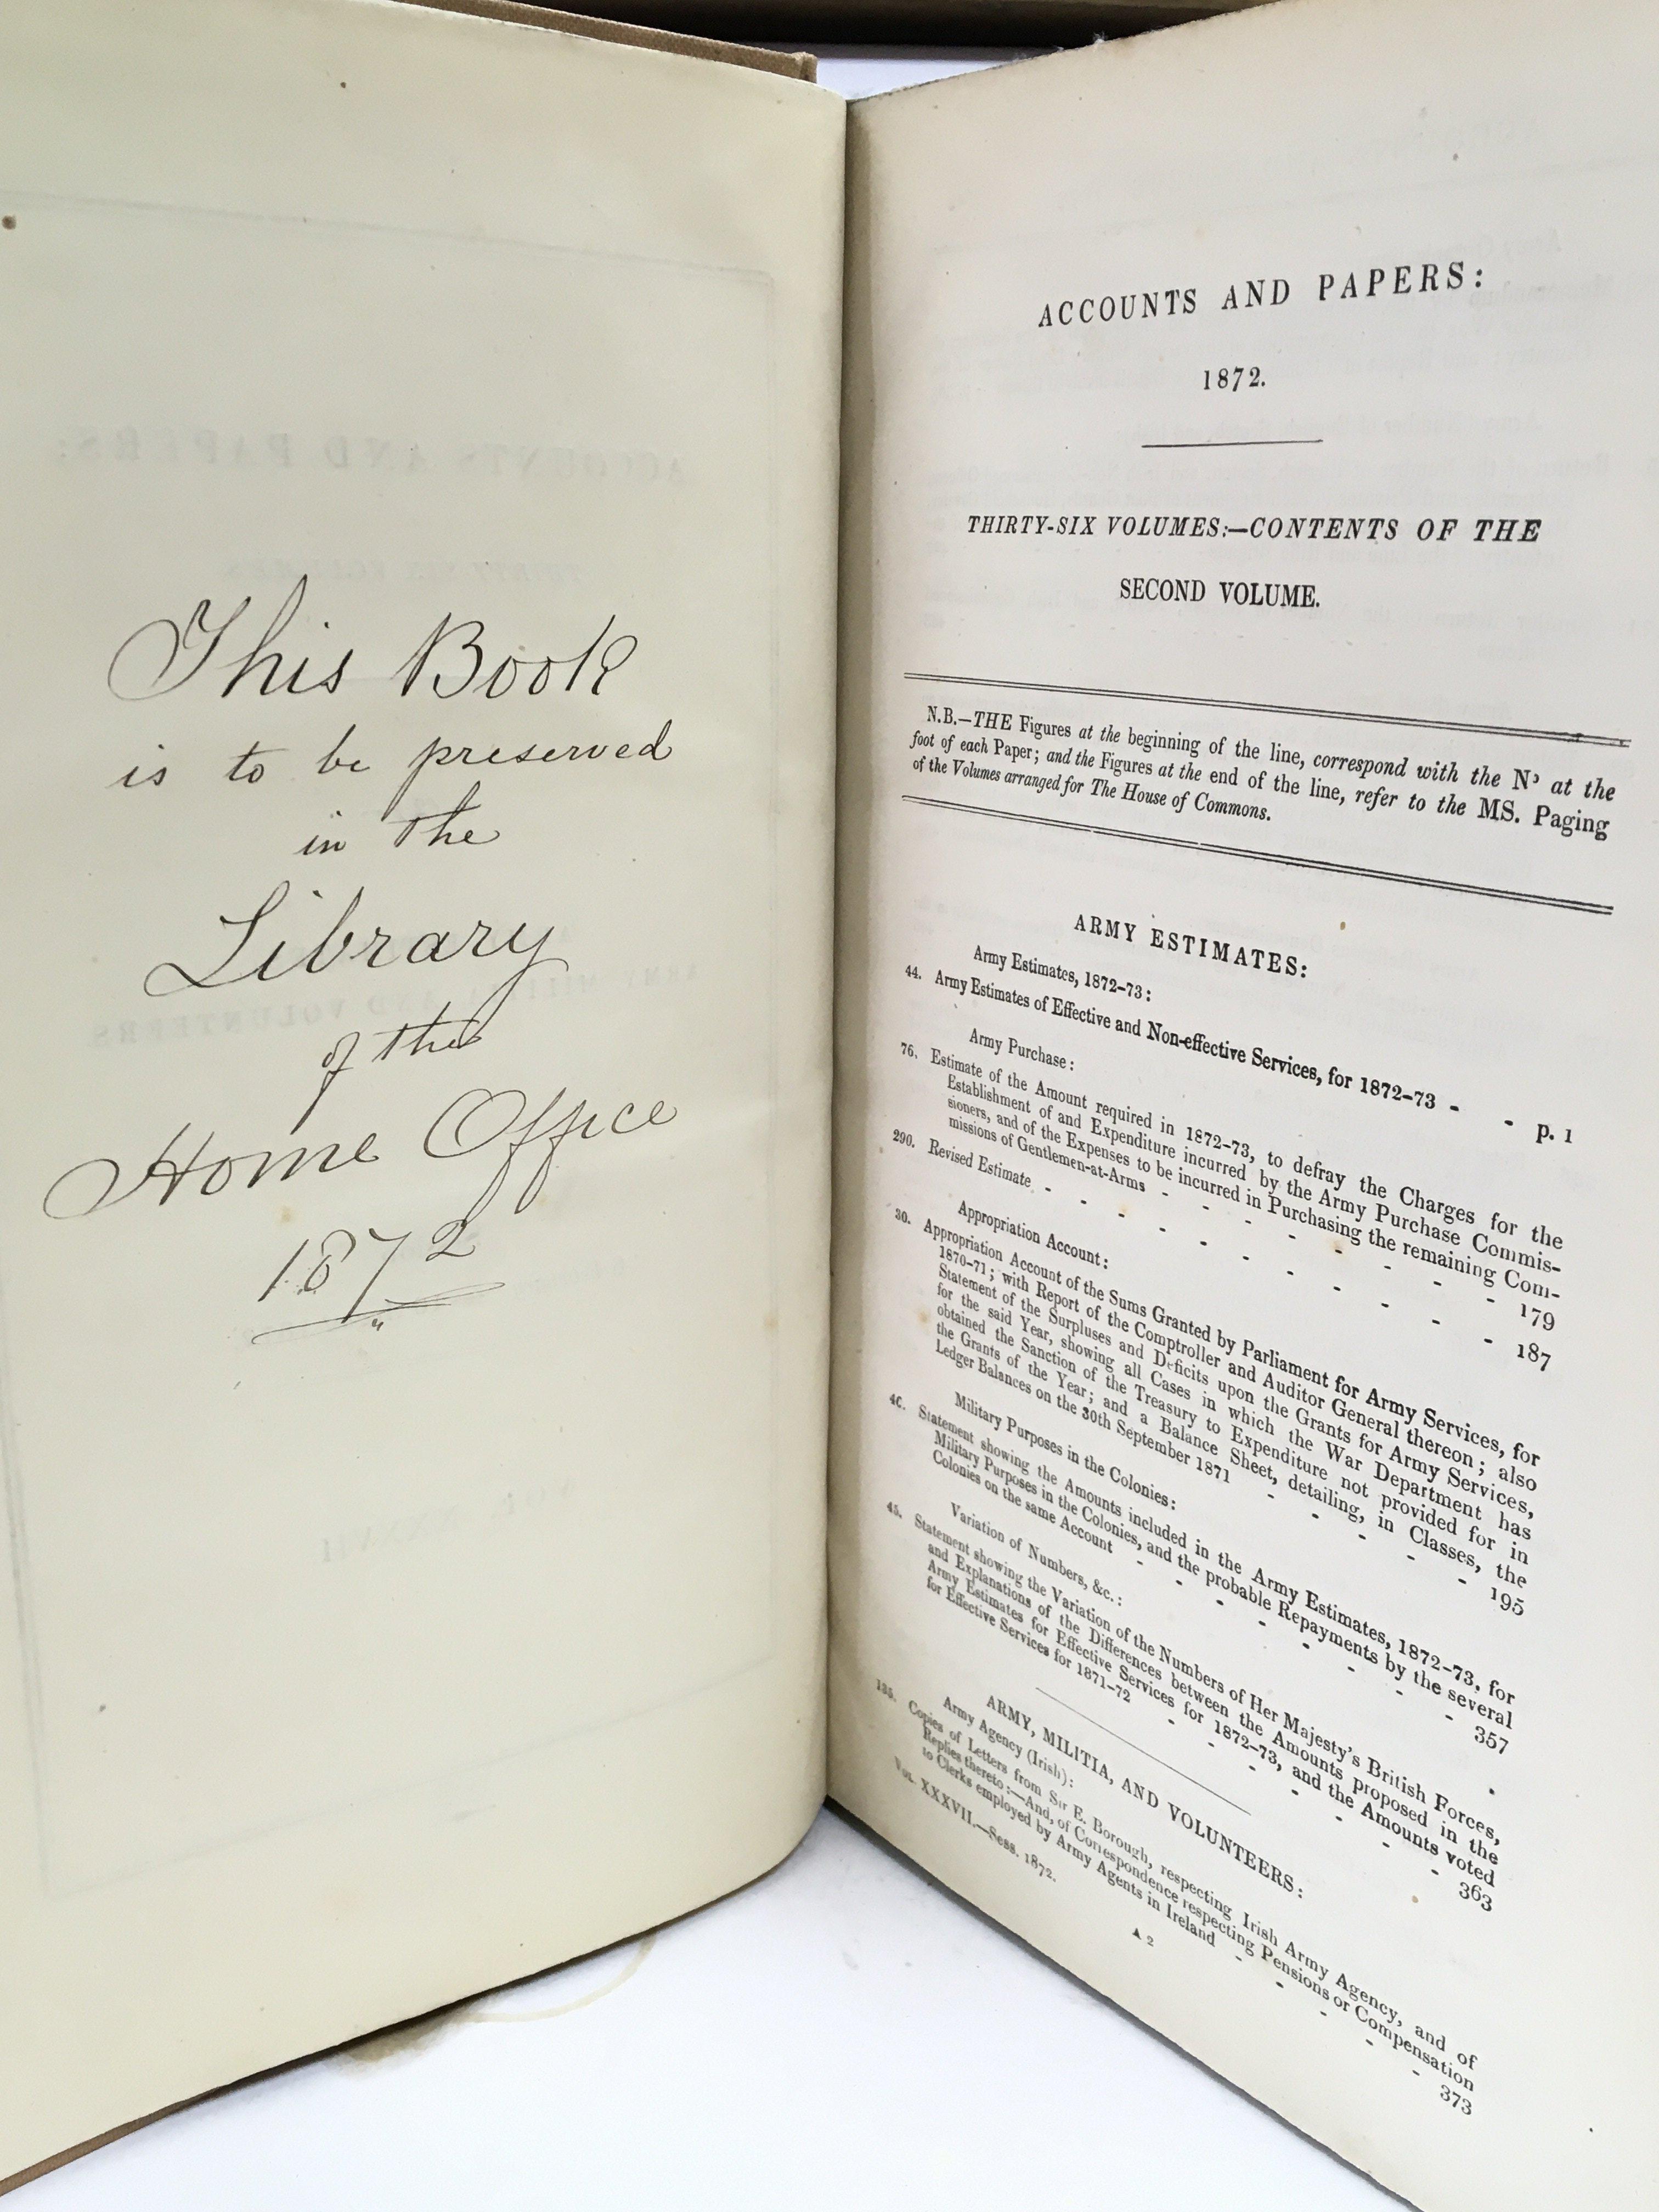 This Book
is to be preserved
in the
Library
of the
Home Office
1872
ACCOUNTS AND PAPERS:
1872.
THIRTY-SIX VOLUMES:—CONTENTS OF THE
SECOND VOLUME.
N.B.—THE Figures at the beginning of the line, correspond with the Nº at the
foot of each Paper; and the Figures at the end of the line, refer to the MS. Paging
of the Volumes arranged for The House of Commons.
ARMY ESTIMATES:
Army Estimates, 1872-73:
44. Army Estimates of Effective and Non-effective Services, for 1872-73 - - p. 1
Army Purchase:
76. Estimate of the Amount required in 1872-73, to defray the Charges for the
Establishment of and Expenditure incurred by the Army Purchase Commis-
sioners, and of the Expenses to be incurred in Purchasing the remaining Com-
missions of Gentlemen-at-Arms - - - - - - - - 179
290. Revised Estimate - - - - - - - - - - - 187
Appropriation Account:
30. Appropriation Account of the Sums Granted by Parliament for Army Services, for
1870-71; with Report of the Comptroller and Auditor General thereon; also
Statement of the Surpluses and Deficits upon the Grants for Army Services,
for the said Year, showing all Cases in which the War Department has
obtained the Sanction of the Treasury to Expenditure not provided for in
the Grants of the Year; and a Balance Sheet, detailing, in Classes, the
Ledger Balances on the 30th September 1871 - - - - - - 195
Military Purposes in the Colonies:
Statement showing the Amounts included in the Army Estimates, 1872-73, for
Military Purposes in the Colonies, and the probable Repayments by the several
Colonies on the same Account - - - - - - - - 357
Variation of Numbers, &c.:
45. Statement showing the Variation of the Numbers of Her Majesty's British Forces,
and Explanations of the Differences between the Amounts proposed in the
Army Estimates for Effective Services for 1872-73, and the Amounts voted
for Effective Services for 1871-72 - - - - - - - 363
ARMY, MILITIA, AND VOLUNTEERS:
Army Agency (Irish):
Copies of Letters from Sir E. Borough, respecting Irish Army Agency, and of
Replies thereto:—And, of Correspondence respecting Pensions or Compensation
to Clerks employed by Army Agents in Ireland - - - - - 373
VOL. XXXVII.—Sess. 1872.
A 2